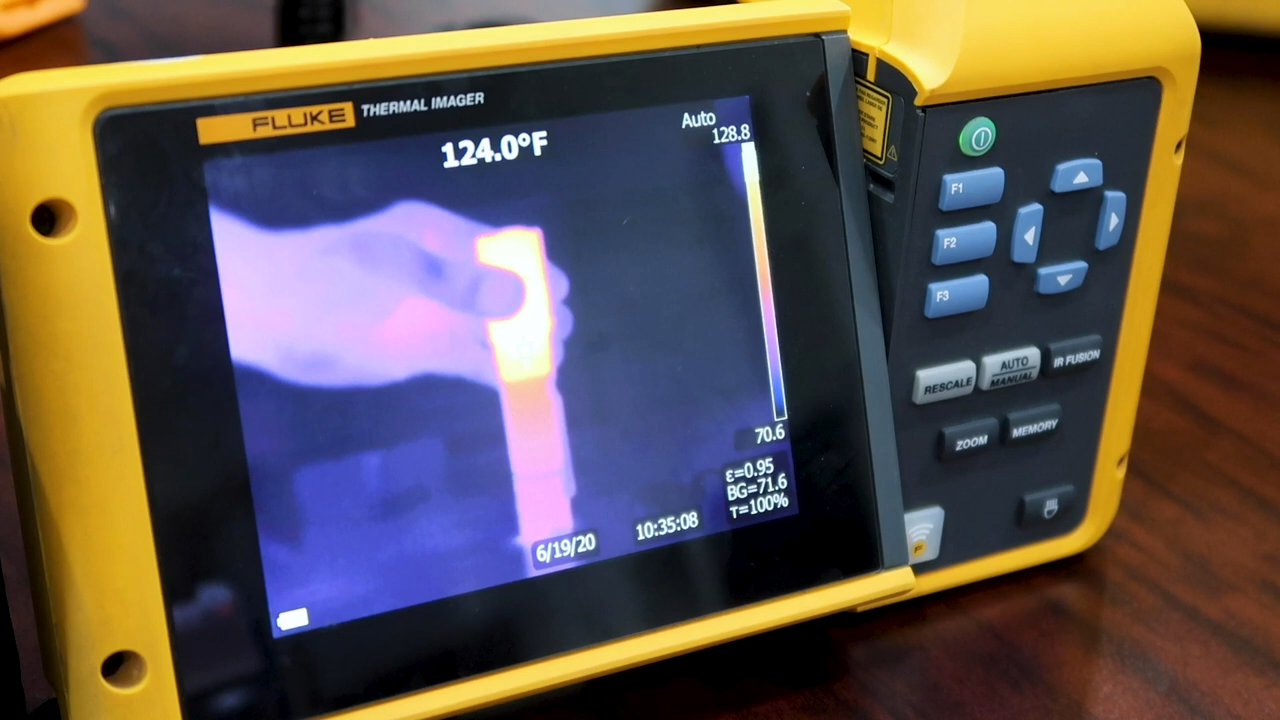 FLUKE THERMAL IMAGER
124.0°F
Auto
128.8
70.6
ε=0.95
BG=71.6
τ=100%
6/19/20
10:35:08
F1
F2
F3
RESCALE
AUTO
MANUAL
IR FUSION
ZOOM
MEMORY